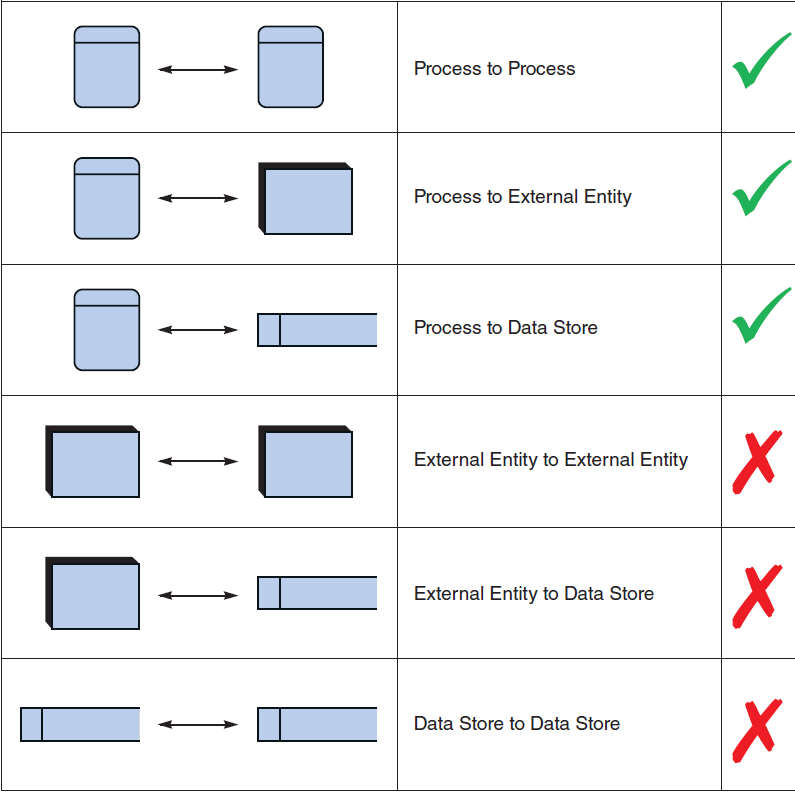 Process to Process
Process to External Entity
Process to Data Store
External Entity to External Entity
External Entity to Data Store
Data Store to Data Store